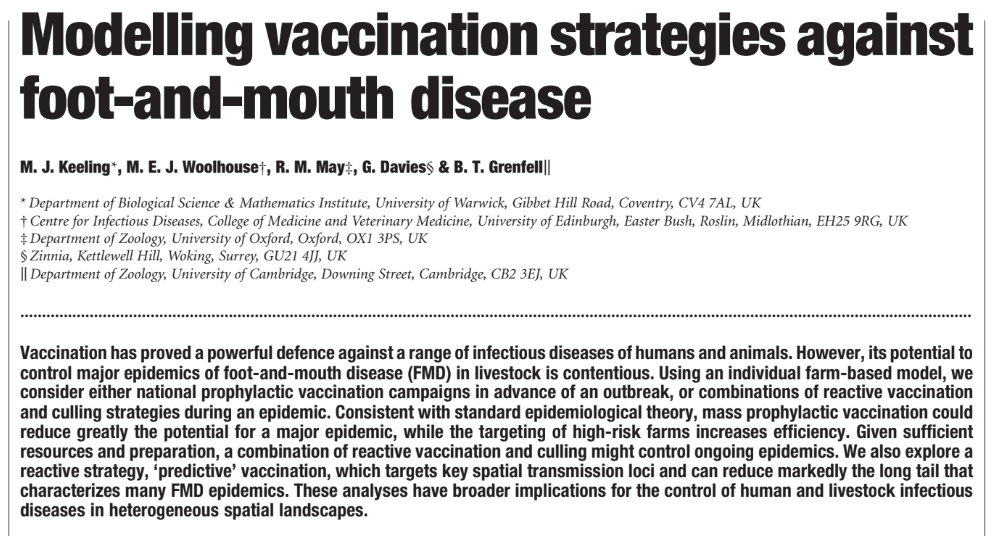 Modelling vaccination strategies against
foot-and-mouth disease
M. J. Keeling*, M. E. J. Woolhouse†, R. M. May‡, G. Davies§ & B. T. Grenfell||
* Department of Biological Science & Mathematics Institute, University of Warwick, Gibbet Hill Road, Coventry, CV4 7AL, UK
† Centre for Infectious Diseases, College of Medicine and Veterinary Medicine, University of Edinburgh, Easter Bush, Roslin, Midlothian, EH25 9RG, UK
‡ Department of Zoology, University of Oxford, Oxford, OX1 3PS, UK
§ Zinnia, Kettlewell Hill, Woking, Surrey, GU21 4JJ, UK
|| Department of Zoology, University of Cambridge, Downing Street, Cambridge, CB2 3EJ, UK
Vaccination has proved a powerful defence against a range of infectious diseases of humans and animals. However, its potential to
control major epidemics of foot-and-mouth disease (FMD) in livestock is contentious. Using an individual farm-based model, we
consider either national prophylactic vaccination campaigns in advance of an outbreak, or combinations of reactive vaccination
and culling strategies during an epidemic. Consistent with standard epidemiological theory, mass prophylactic vaccination could
reduce greatly the potential for a major epidemic, while the targeting of high-risk farms increases efficiency. Given sufficient
resources and preparation, a combination of reactive vaccination and culling might control ongoing epidemics. We also explore a
reactive strategy, ‘predictive’ vaccination, which targets key spatial transmission loci and can reduce markedly the long tail that
characterizes many FMD epidemics. These analyses have broader implications for the control of human and livestock infectious
diseases in heterogeneous spatial landscapes.